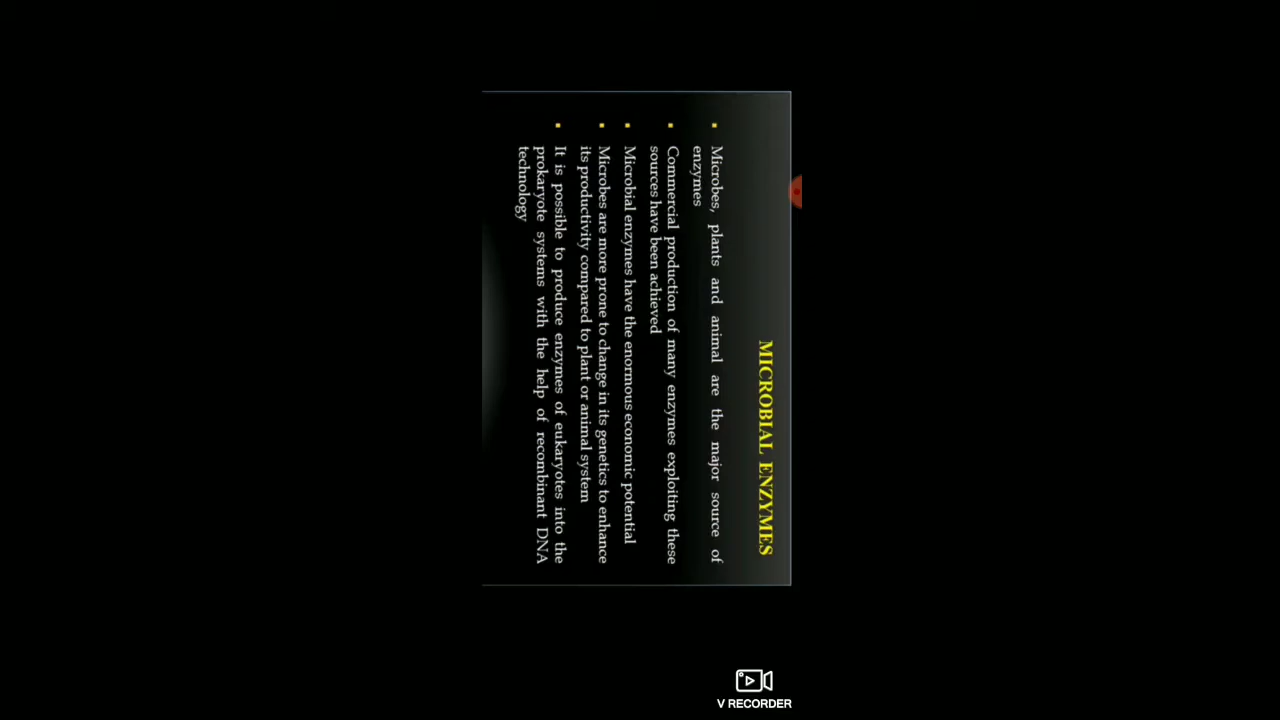 MICROBIAL ENZYMES
▪ Microbes, plants and animal are the major source of
enzymes
▪ Commercial production of many enzymes exploiting these
sources have been achieved
▪ Microbial enzymes have the enormous economic potential
▪ Microbes are more prone to change in its genetics to enhance
its productivity compared to plant or animal system
▪ It is possible to produce enzymes of eukaryotes into the
prokaryote systems with the help of recombinant DNA
technology
V RECORDER